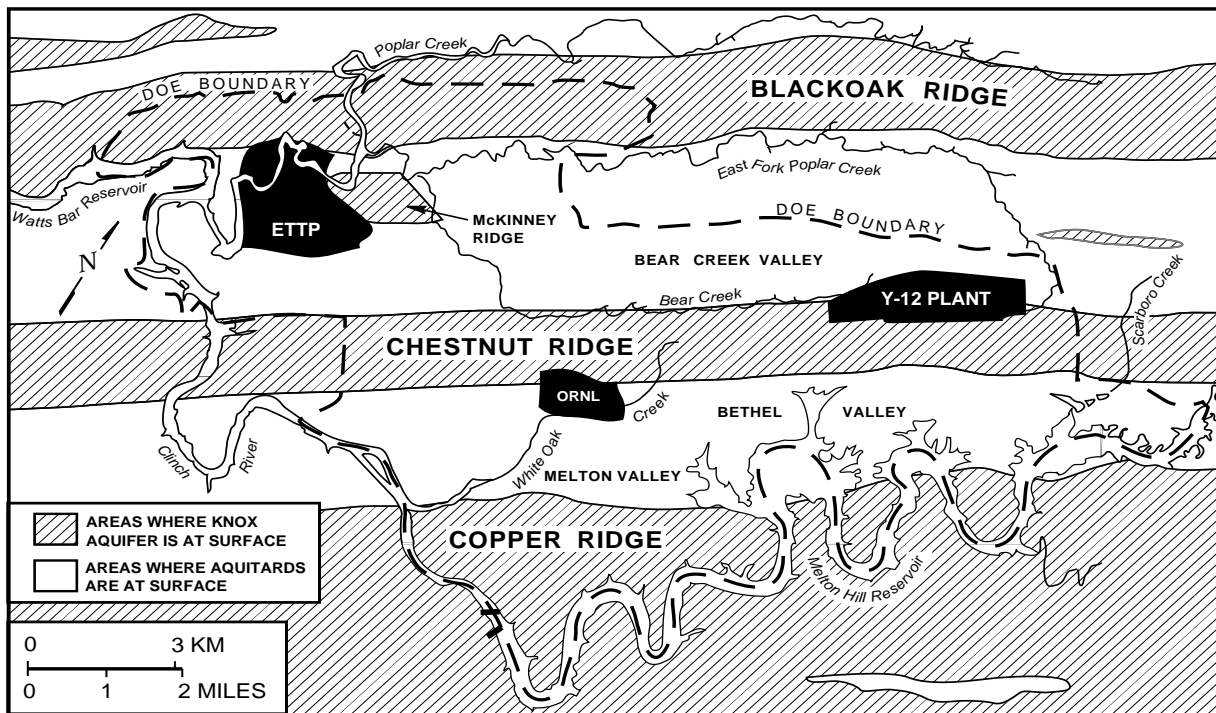 Poplar Creek
DOE BOUNDARY
BLACKOAK RIDGE
East Fork Poplar Creek
Watts Bar Reservoir
ETTP
McKINNEY
RIDGE
DOE BOUNDARY
N
BEAR CREEK VALLEY
Bear Creek
Y-12 PLANT
Scarboro Creek
CHESTNUT RIDGE
ORNL
Creek
White Oak
BETHEL VALLEY
Clinch
River
MELTON VALLEY
AREAS WHERE KNOX
AQUIFER IS AT SURFACE
AREAS WHERE AQUITARDS
ARE AT SURFACE
COPPER RIDGE
Melton Hill Reservoir
0 3 KM
0 1 2 MILES